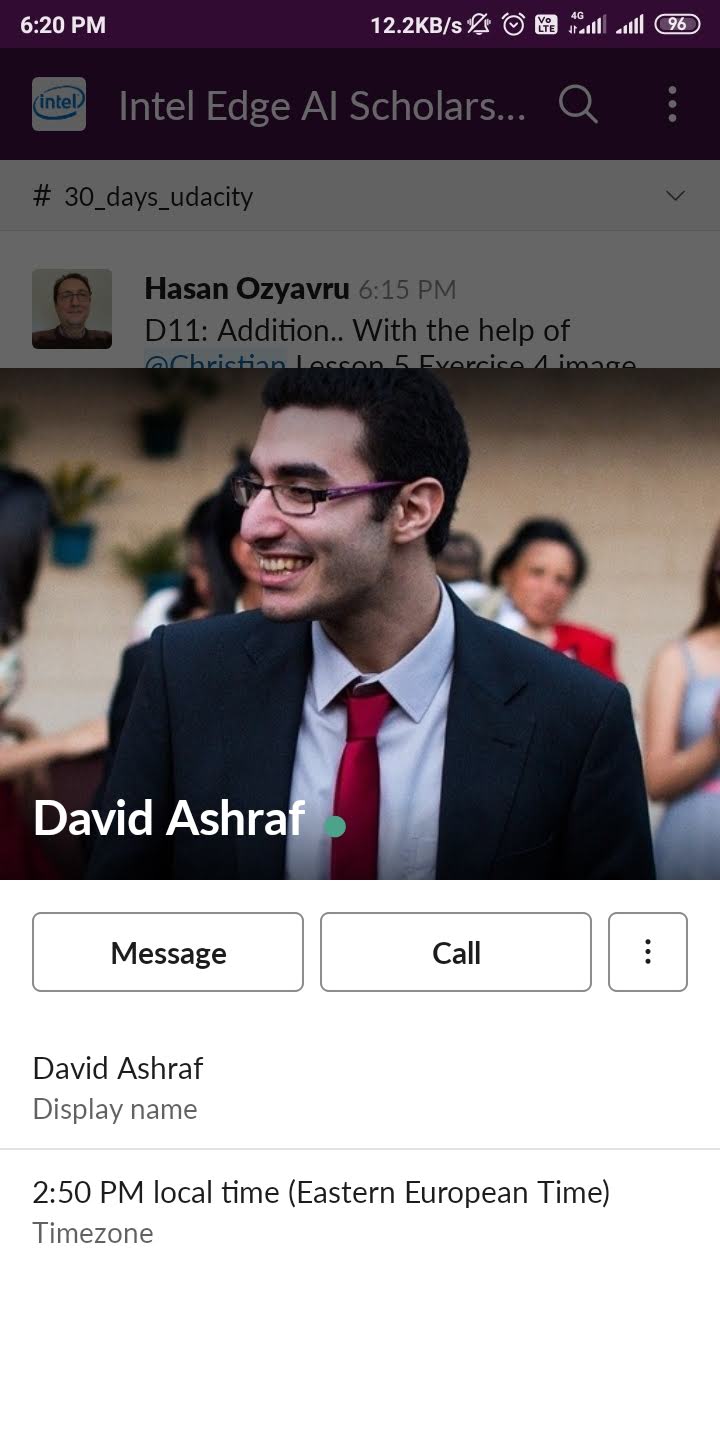 6:20 PM
12.2KB/s
Vo LTE
4G
96
intel
Intel Edge AI Scholars...
# 30_days_udacity
Hasan Ozyavru 6:15 PM
D11: Addition.. With the help of
@Christian Lesson 5 Exercise 4 image
David Ashraf
Message
Call
David Ashraf
Display name
2:50 PM local time (Eastern European Time)
Timezone